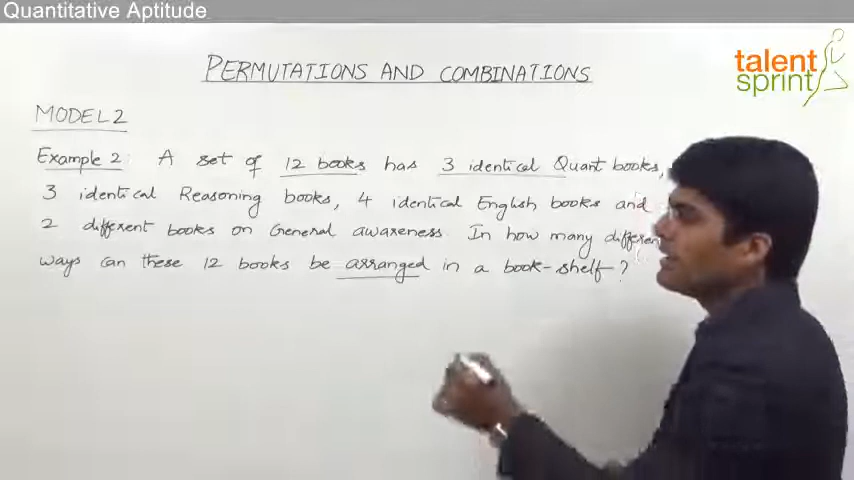 Quantitative Aptitude
PERMUTATIONS AND COMBINATIONS
talent
sprint
MODEL 2
Example 2: A set of 12 books has 3 identical Quant books,
3 identical Reasoning books, 4 identical English books and
2 different books on General awareness. In how many
ways can these 12 books be arranged in a book-shelf?